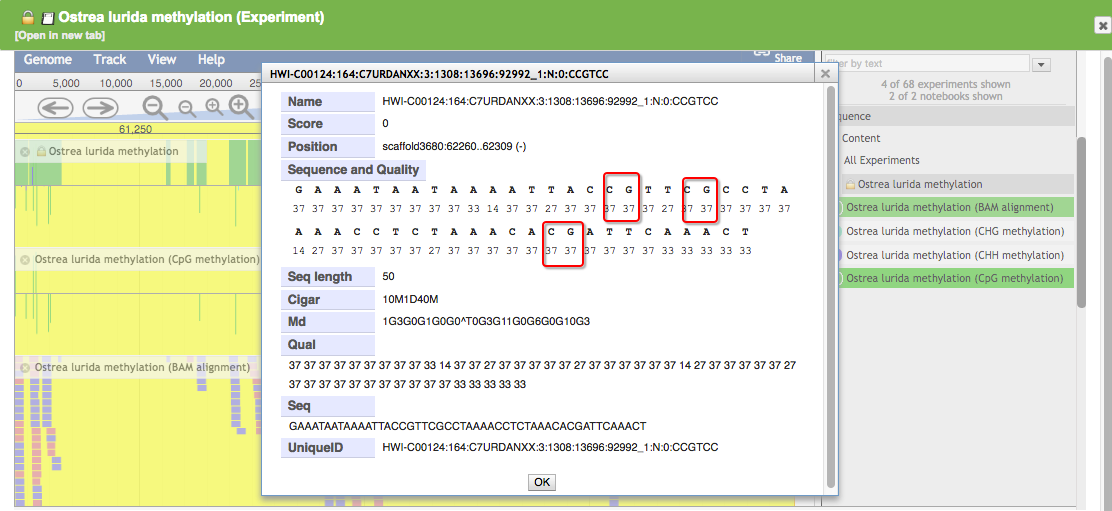 Ostrea lurida methylation (Experiment)
[Open in new tab]
Genome Track View Help
Share
0 5,000 10,000 15,000 20,000 25
61,250
Ostrea lurida methylation
Ostrea lurida methylation (CpG methylation)
Ostrea lurida methylation (BAM alignment)
HWI-C00124:164:C7URDANXX:3:1308:13696:92992_1:N:0:CCGTCC
Name HWI-C00124:164:C7URDANXX:3:1308:13696:92992_1:N:0:CCGTCC
Score 0
Position scaffold3680:62260..62309 (-)
Sequence and Quality
G A A A T A A T A A A A T T A C C G T T C G C C T A
37 37 37 37 37 37 37 37 37 33 14 37 37 27 37 37 37 37 37 27 37 37 37 37 37 37
A A A C C T C T A A A C A C G A T T C A A A C T
14 27 37 37 37 37 27 37 37 37 37 37 37 37 37 37 37 37 37 33 33 33 33 33
Seq length 50
Cigar 10M1D40M
Md 1G3G0G1G0G0^T0G3G11G0G6G0G10G3
Qual
37 37 37 37 37 37 37 37 37 33 14 37 37 27 37 37 37 37 37 27 37 37 37 37 37 37 14 27 37 37 37 37 37 27
37 37 37 37 37 37 37 37 37 37 37 33 33 33 33 33
Seq
GAAATAATAAAATTACCGTTCGCCTAAAACCTCTAAACACGATTCAAACT
UniqueID HWI-C00124:164:C7URDANXX:3:1308:13696:92992_1:N:0:CCGTCC
OK
filter by text
4 of 68 experiments shown
2 of 2 notebooks shown
quence
Content
All Experiments
Ostrea lurida methylation
Ostrea lurida methylation (BAM alignment)
Ostrea lurida methylation (CHG methylation)
Ostrea lurida methylation (CHH methylation)
Ostrea lurida methylation (CpG methylation)